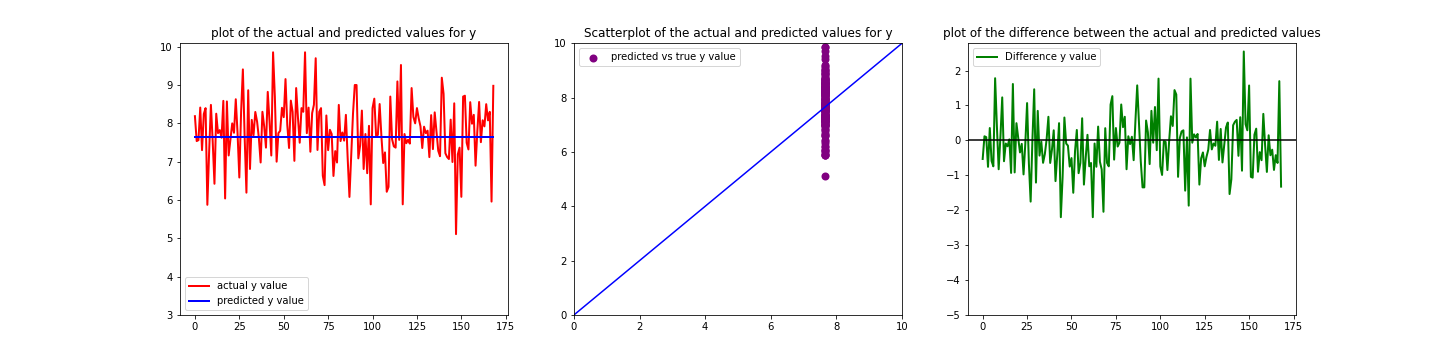 plot of the actual and predicted values for y
10
9
8
7
6
5
4
3
0 25 50 75 100 125 150 175
actual y value
predicted y value
Scatterplot of the actual and predicted values for y
10
8
6
4
2
0
0 2 4 6 8 10
predicted vs true y value
plot of the difference between the actual and predicted values
2
1
0
−1
−2
−3
−4
−5
0 25 50 75 100 125 150 175
Difference y value